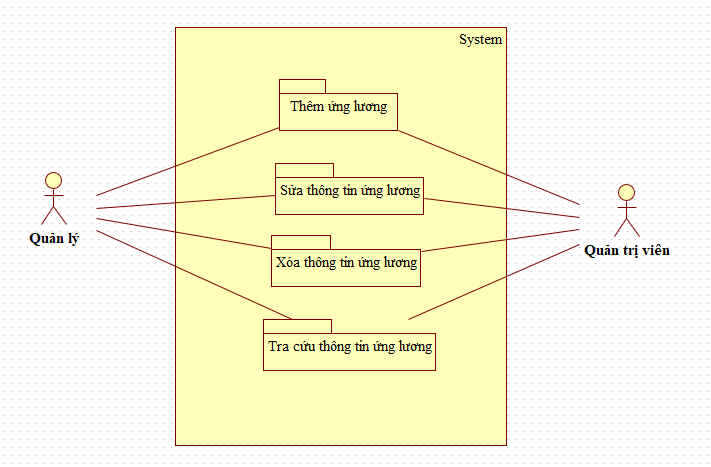 System
Thêm ứng lương
Sửa thông tin ứng lương
Quản lý
Quản trị viên
Xóa thông tin ứng lương
Tra cứu thông tin ứng lương